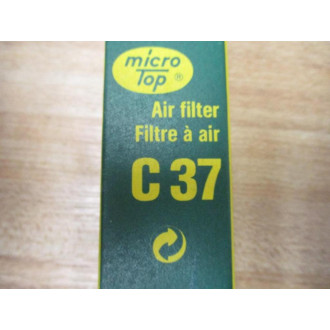 micro
Top ®
Air filter
Filtre à air
C 37